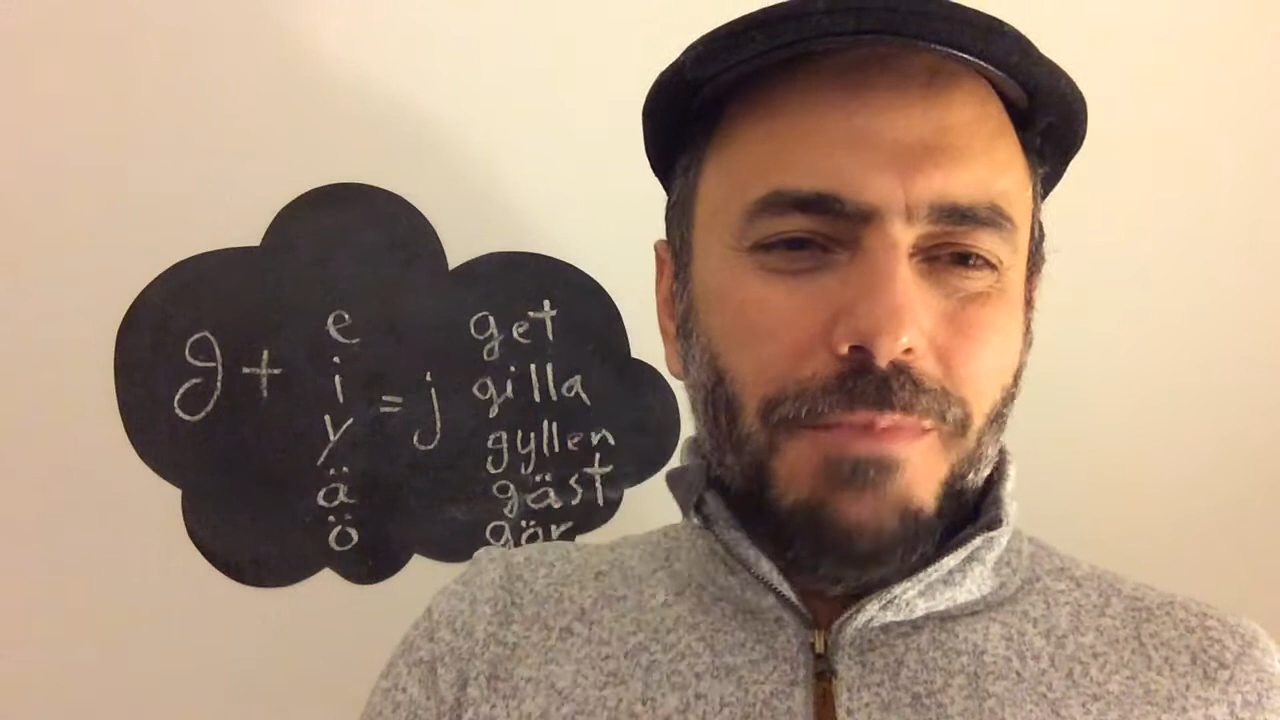 g + e i y ä ö = j
get
gilla
gyllen
gäst
gör